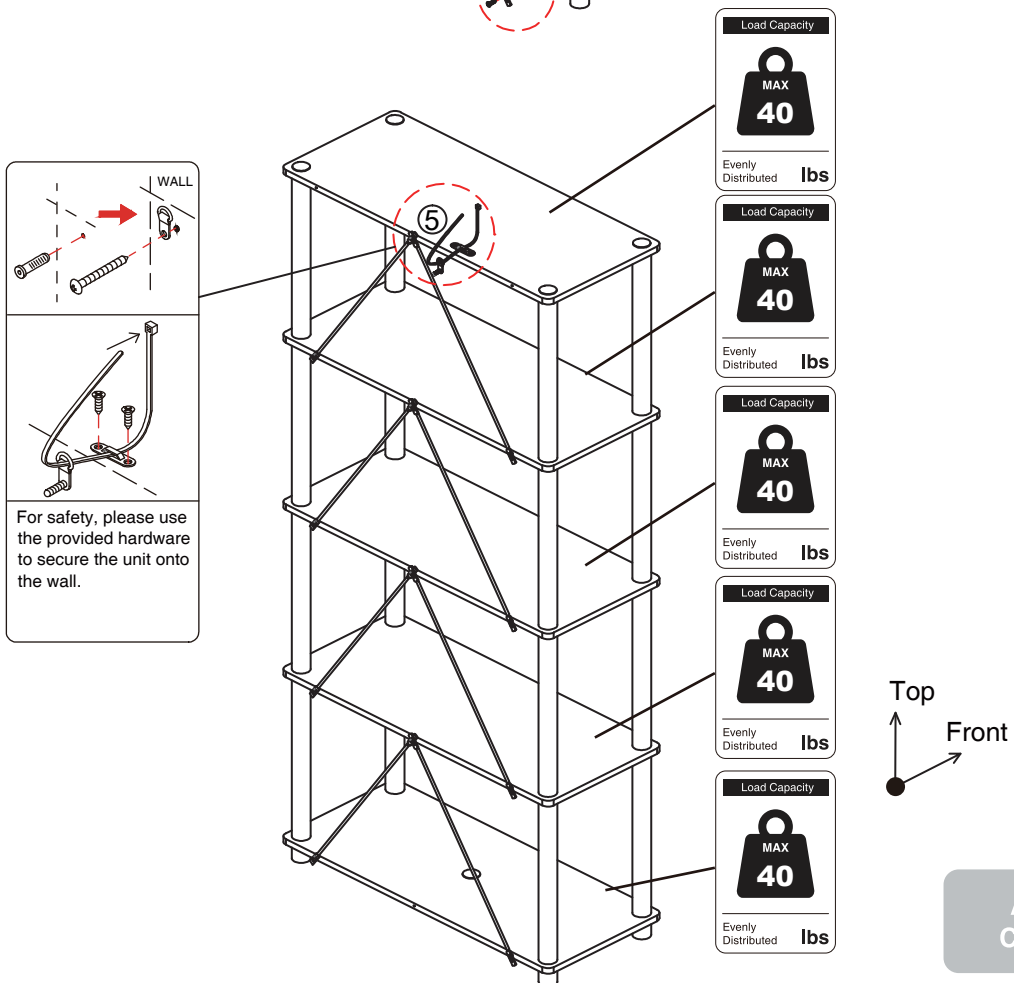 Load Capacity
MAX
40
Evenly
Distributed
lbs
WALL
For safety, please use
the provided hardware
to secure the unit onto
the wall.
⑤
Load Capacity
MAX
40
Evenly
Distributed
lbs
Load Capacity
MAX
40
Evenly
Distributed
lbs
Load Capacity
MAX
40
Evenly
Distributed
lbs
Load Capacity
MAX
40
Evenly
Distributed
lbs
Top
Front